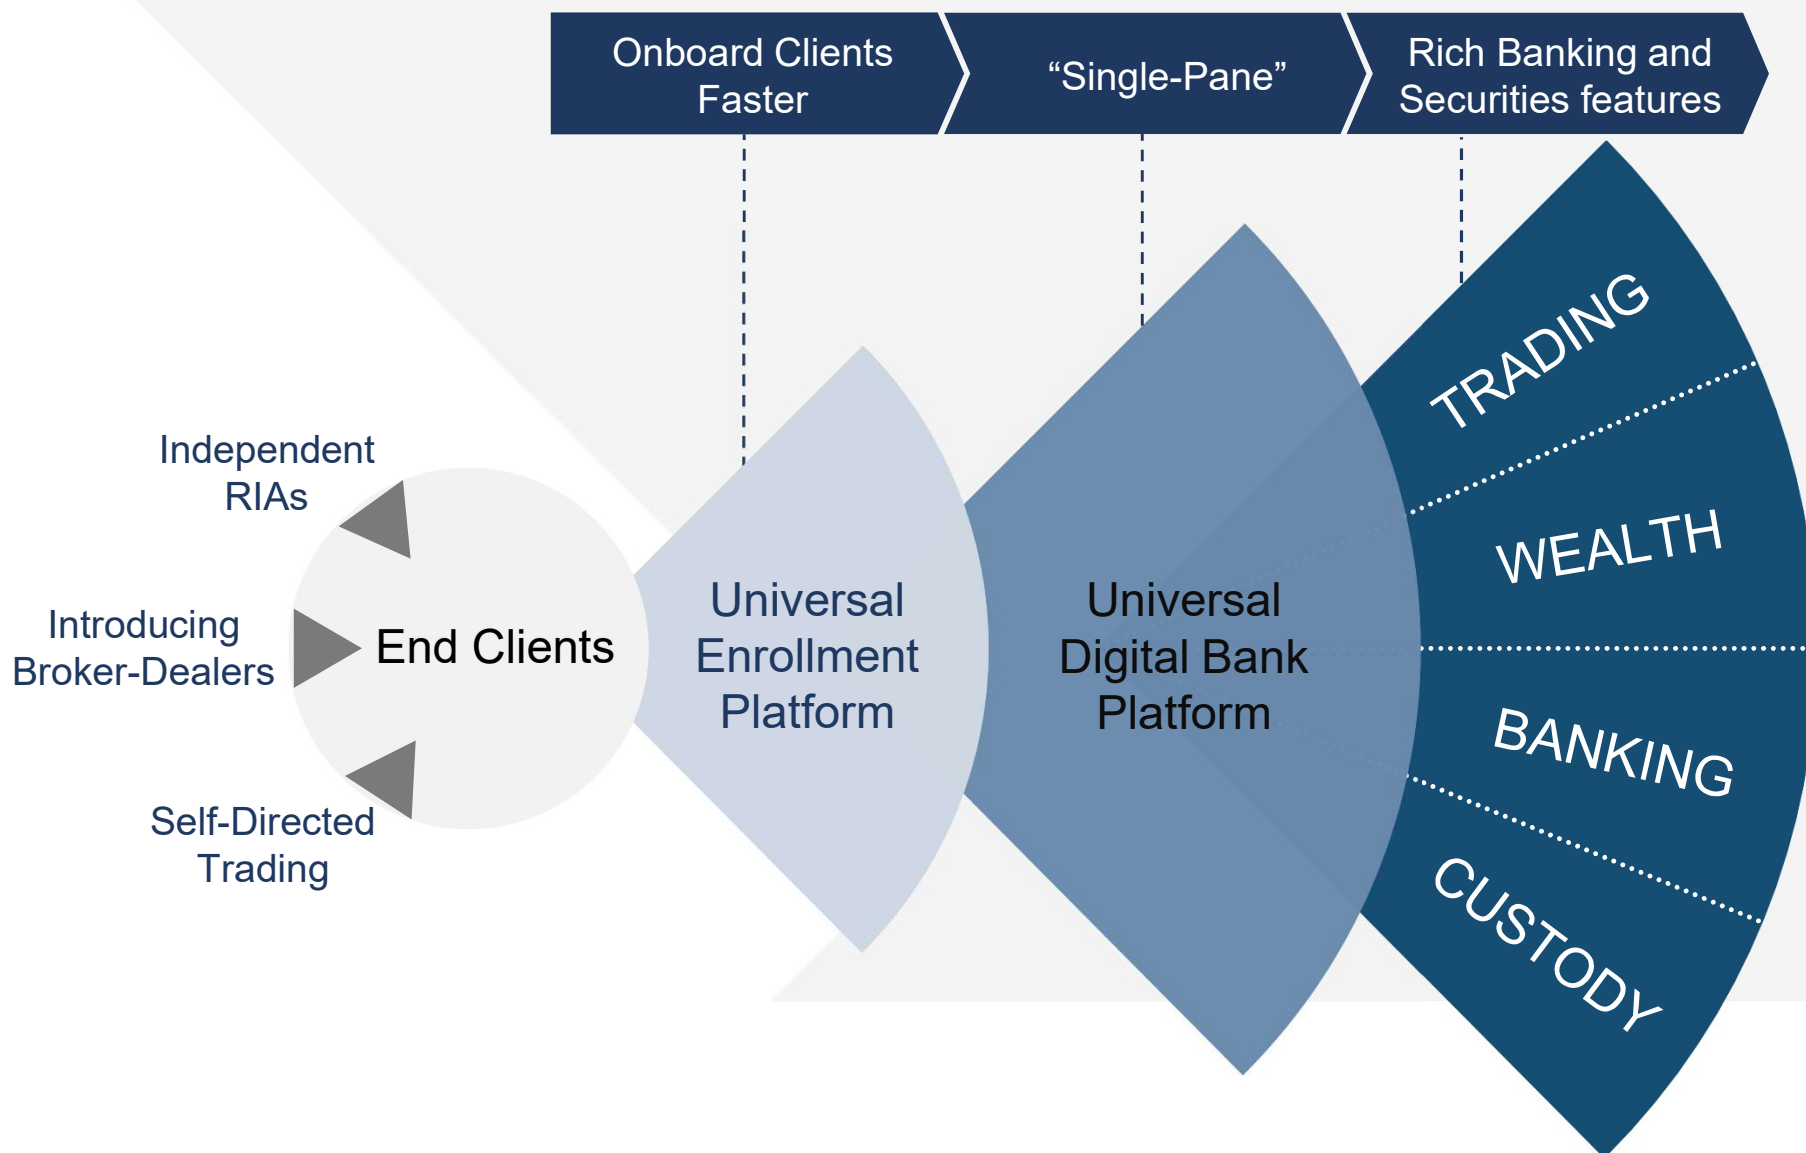 Onboard Clients
Faster
“Single-Pane”
Rich Banking and
Securities features
Independent
RIAs
Introducing
Broker-Dealers
Self-Directed
Trading
End Clients
Universal
Enrollment
Platform
Universal
Digital Bank
Platform
TRADING
WEALTH
BANKING
CUSTODY